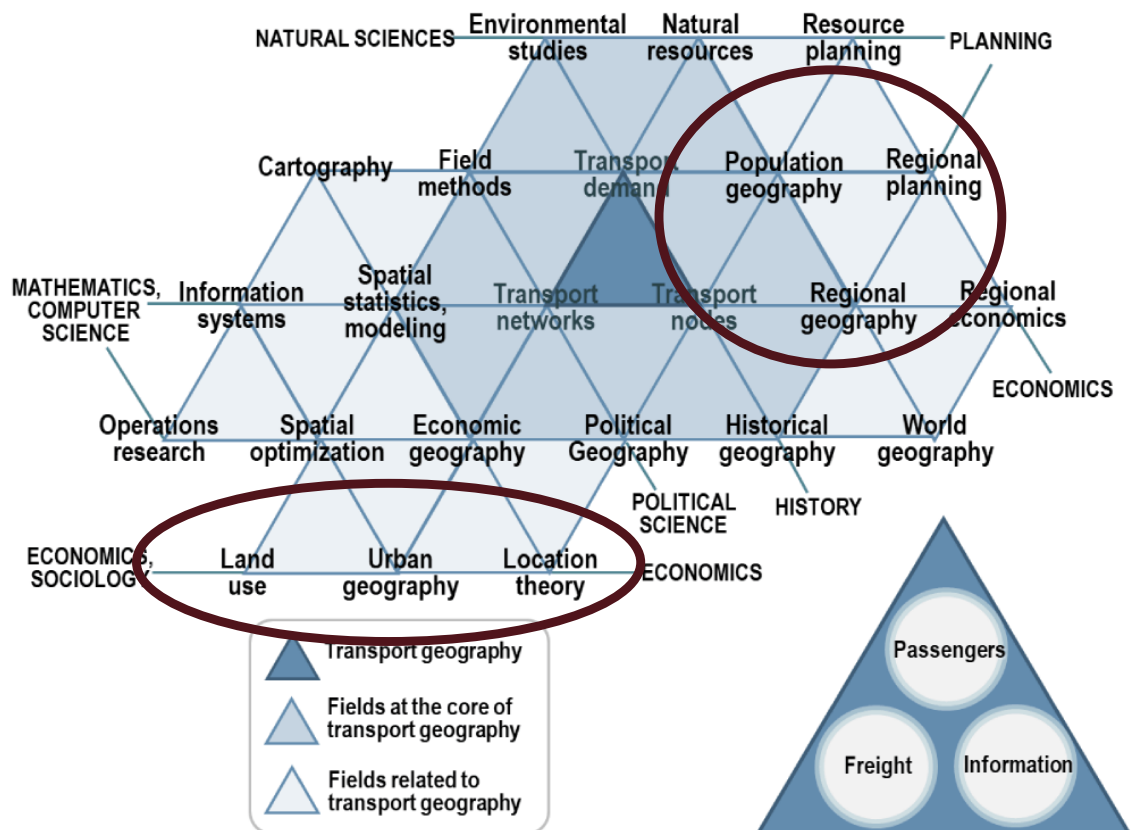 NATURAL SCIENCES
Environmental
studies
Natural
resources
Resource
planning
PLANNING
Cartography
Field
methods
Transport
demand
Population
geography
Regional
planning
MATHEMATICS,
COMPUTER
SCIENCE
Information
systems
Spatial
statistics,
modeling
Transport
networks
Transport
nodes
Regional
geography
Regional
economics
ECONOMICS
Operations
research
Spatial
optimization
Economic
geography
Political
Geography
Historical
geography
World
geography
POLITICAL
SCIENCE
HISTORY
ECONOMICS,
SOCIOLOGY
Land
use
Urban
geography
Location
theory
ECONOMICS
Transport geography
Fields at the core of
transport geography
Fields related to
transport geography
Passengers
Freight
Information